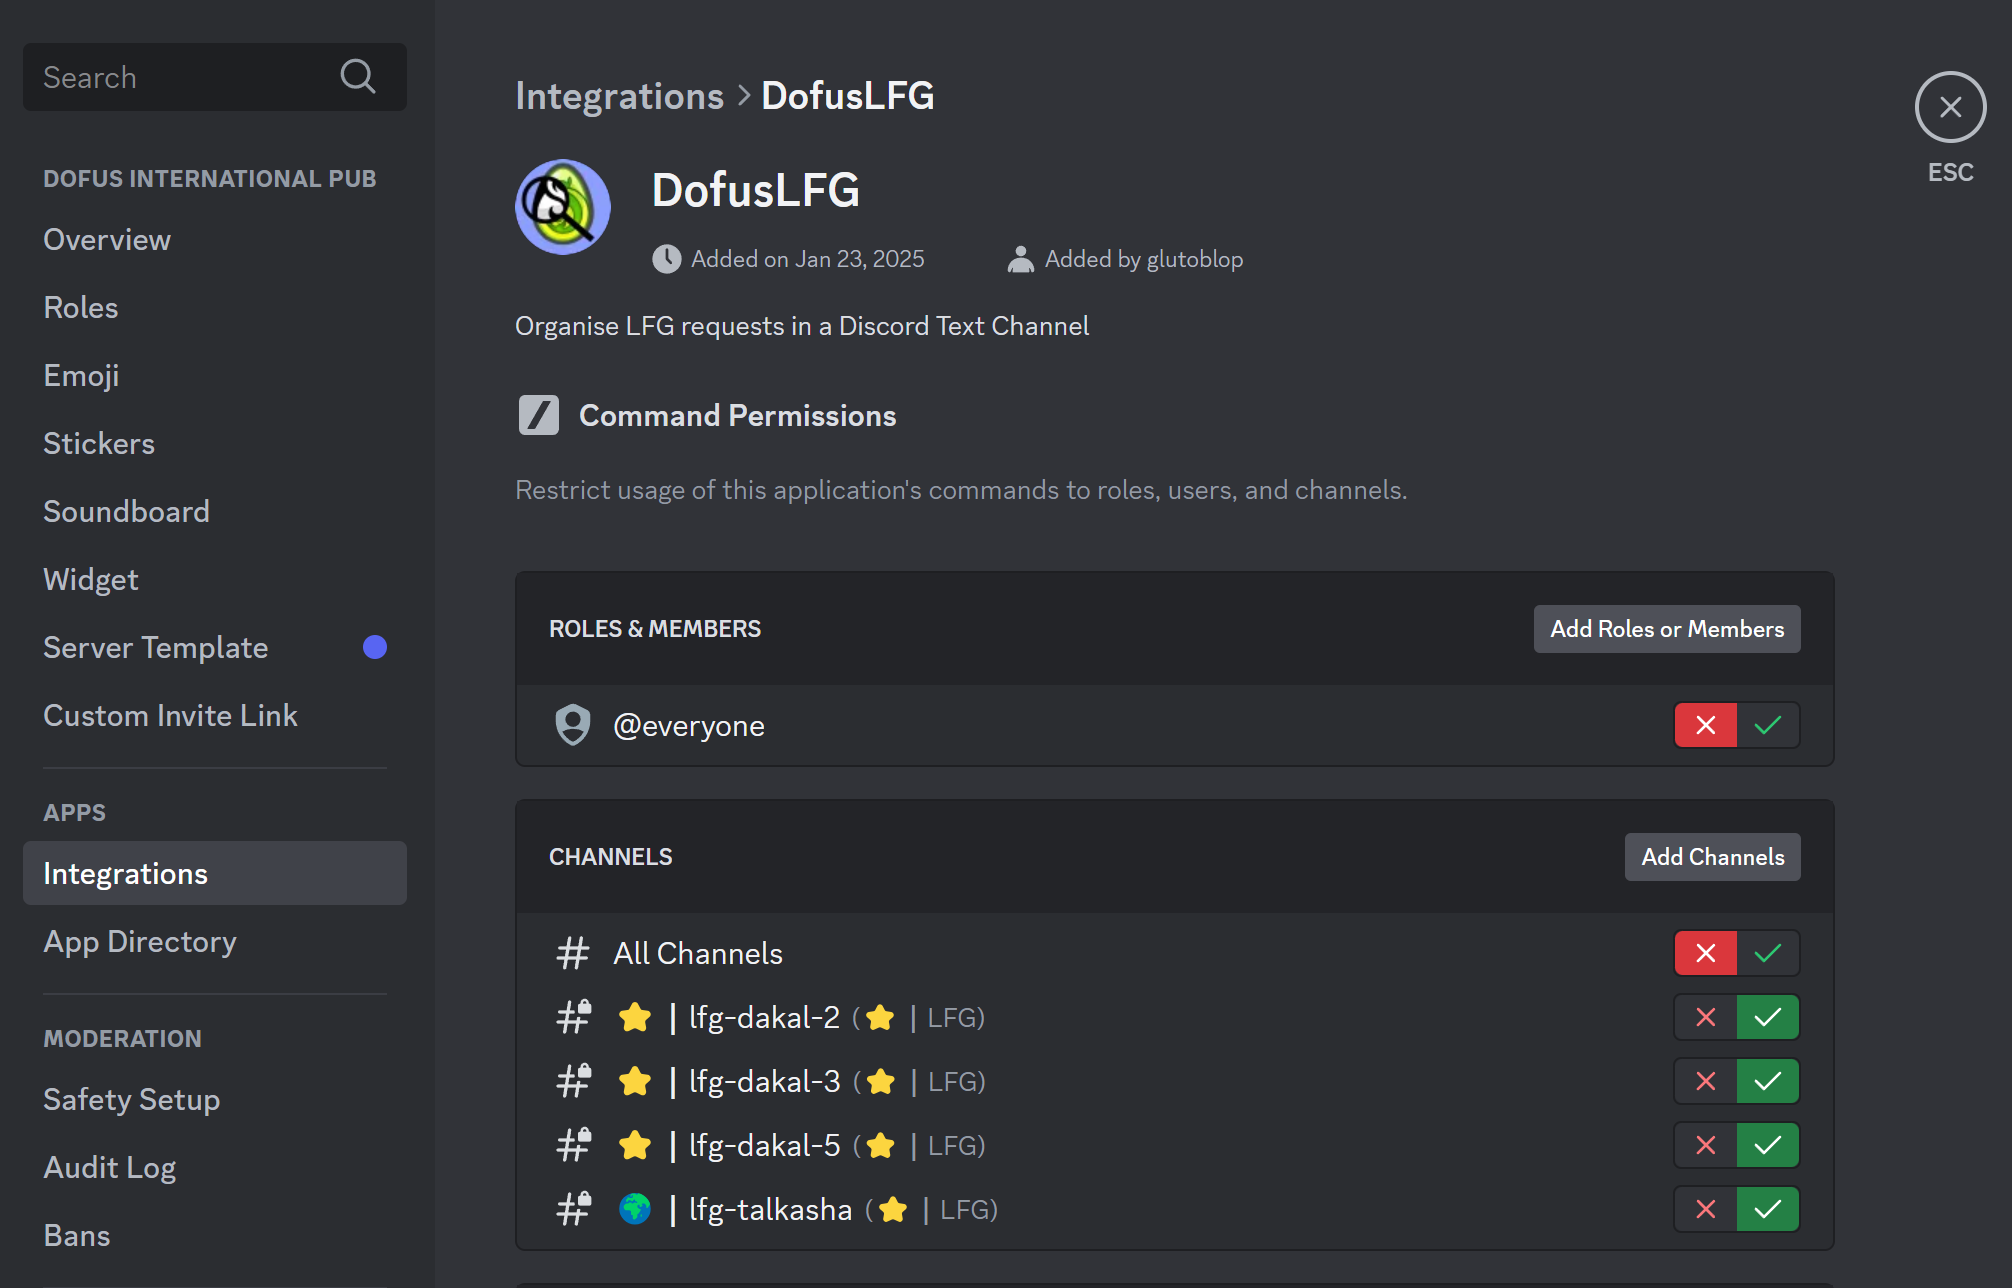 Search
DOFUS INTERNATIONAL PUB
Overview
Roles
Emoji
Stickers
Soundboard
Widget
Server Template
Custom Invite Link
APPS
Integrations
App Directory
MODERATION
Safety Setup
Audit Log
Bans
Integrations > DofusLFG
ESC
DofusLFG
Added on Jan 23, 2025 Added by glutoblop
Organise LFG requests in a Discord Text Channel
Command Permissions
Restrict usage of this application's commands to roles, users, and channels.
ROLES & MEMBERS Add Roles or Members
@everyone
CHANNELS Add Channels
# All Channels
# ⭐ | lfg-dakal-2 (⭐ | LFG)
# ⭐ | lfg-dakal-3 (⭐ | LFG)
# ⭐ | lfg-dakal-5 (⭐ | LFG)
# 🌍 | lfg-talkasha (⭐ | LFG)